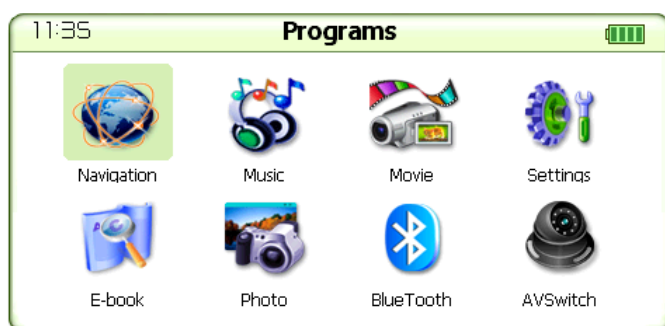 11:35 Programs
Navigation Music Movie Settings
E-book Photo BlueTooth AVSwitch